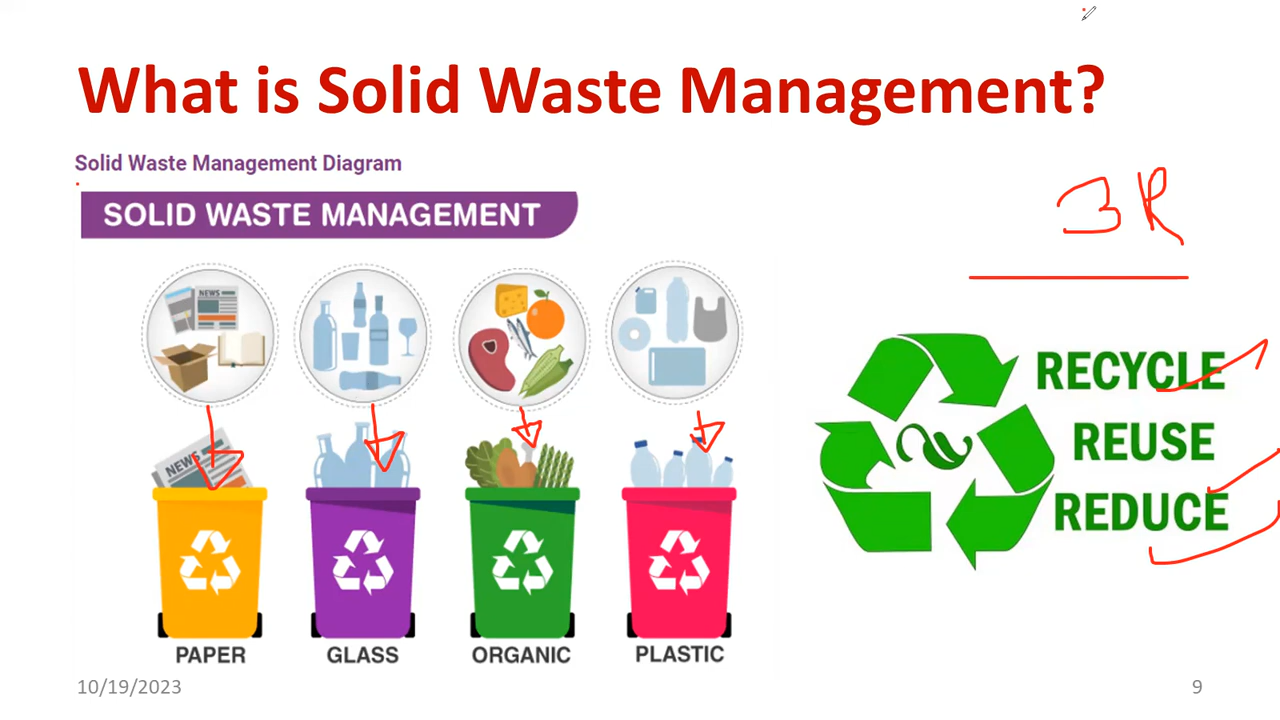 What is Solid Waste Management?
Solid Waste Management Diagram
SOLID WASTE MANAGEMENT
3R
NEWS
NEWS
PAPER
GLASS
ORGANIC
PLASTIC
RECYCLE
REUSE
REDUCE
10/19/2023
9